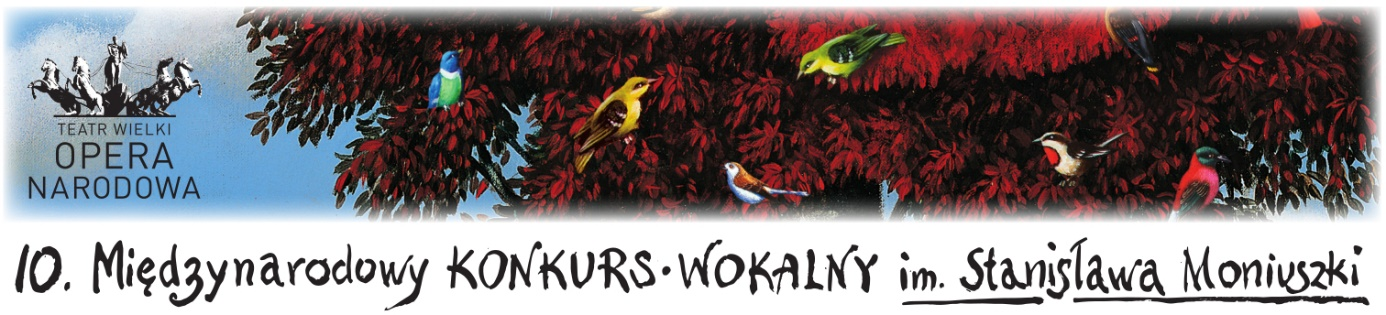 TEATR WIELKI
OPERA
NARODOWA
10. Międzynarodowy KONKURS·WOKALNY im. Stanisława Moniuszki